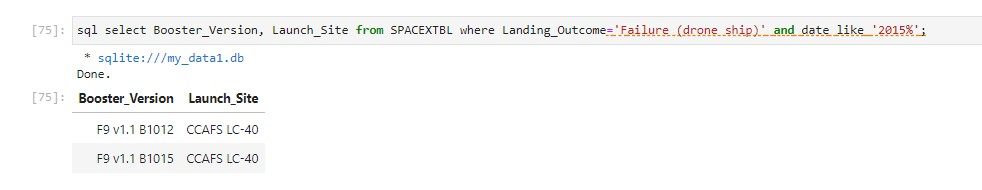 [75]: sql select Booster_Version, Launch_Site from SPACEXTBL where Landing_Outcome='Failure (drone ship)' and date like '2015%';
* sqlite:///my_data1.db
Done.
[75]: Booster_Version Launch_Site
F9 v1.1 B1012 CCAFS LC-40
F9 v1.1 B1015 CCAFS LC-40